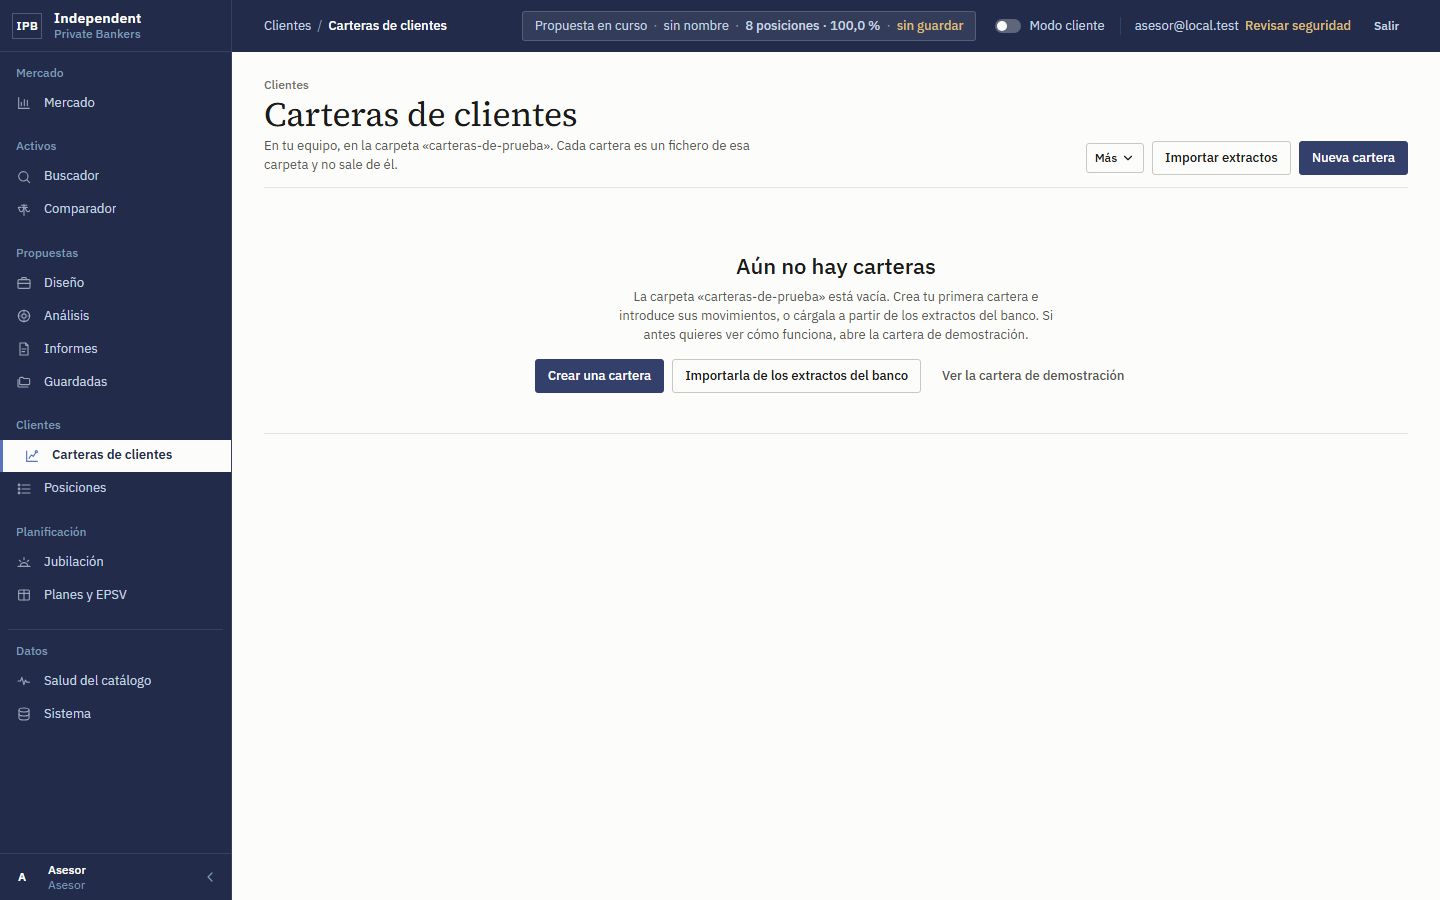 IPB
Independent
Private Bankers
Clientes / Carteras de clientes
Propuesta en curso · sin nombre · 8 posiciones · 100,0 % · sin guardar
Modo cliente
asesor@local.test Revisar seguridad
Salir
Mercado
Mercado
Activos
Buscador
Comparador
Propuestas
Diseño
Análisis
Informes
Guardadas
Clientes
Carteras de clientes
Posiciones
Planificación
Jubilación
Planes y EPSV
Datos
Salud del catálogo
Sistema
A
Asesor
Asesor
Clientes
Carteras de clientes
En tu equipo, en la carpeta «carteras-de-prueba». Cada cartera es un fichero de esa
carpeta y no sale de él.
Más
Importar extractos
Nueva cartera
Aún no hay carteras
La carpeta «carteras-de-prueba» está vacía. Crea tu primera cartera e
introduce sus movimientos, o cárgala a partir de los extractos del banco. Si
antes quieres ver cómo funciona, abre la cartera de demostración.
Crear una cartera
Importarla de los extractos del banco
Ver la cartera de demostración